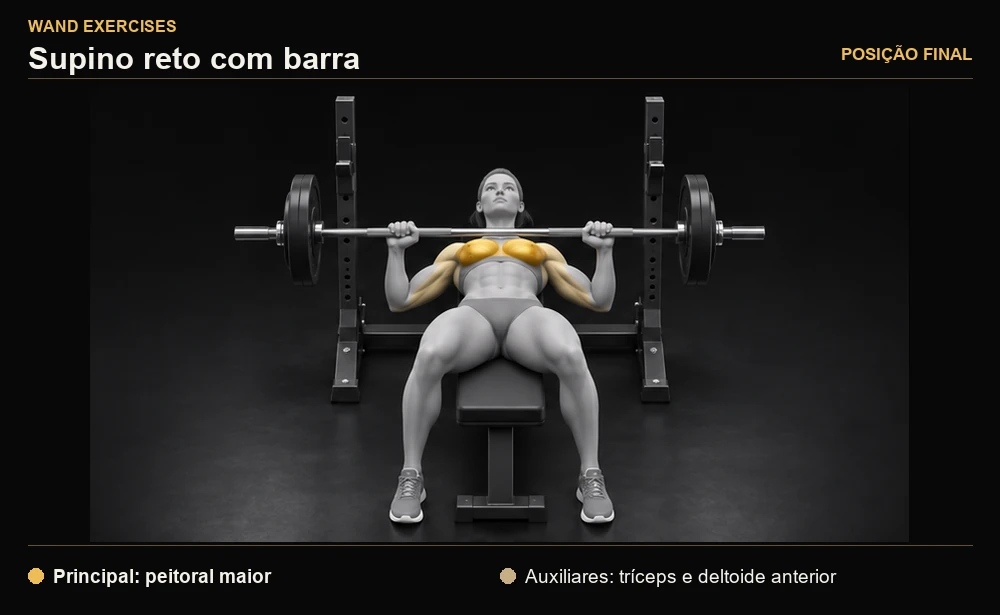 WAND EXERCISES
Supino reto com barra
POSIÇÃO FINAL
Principal: peitoral maior
Auxiliares: tríceps e deltoide anterior